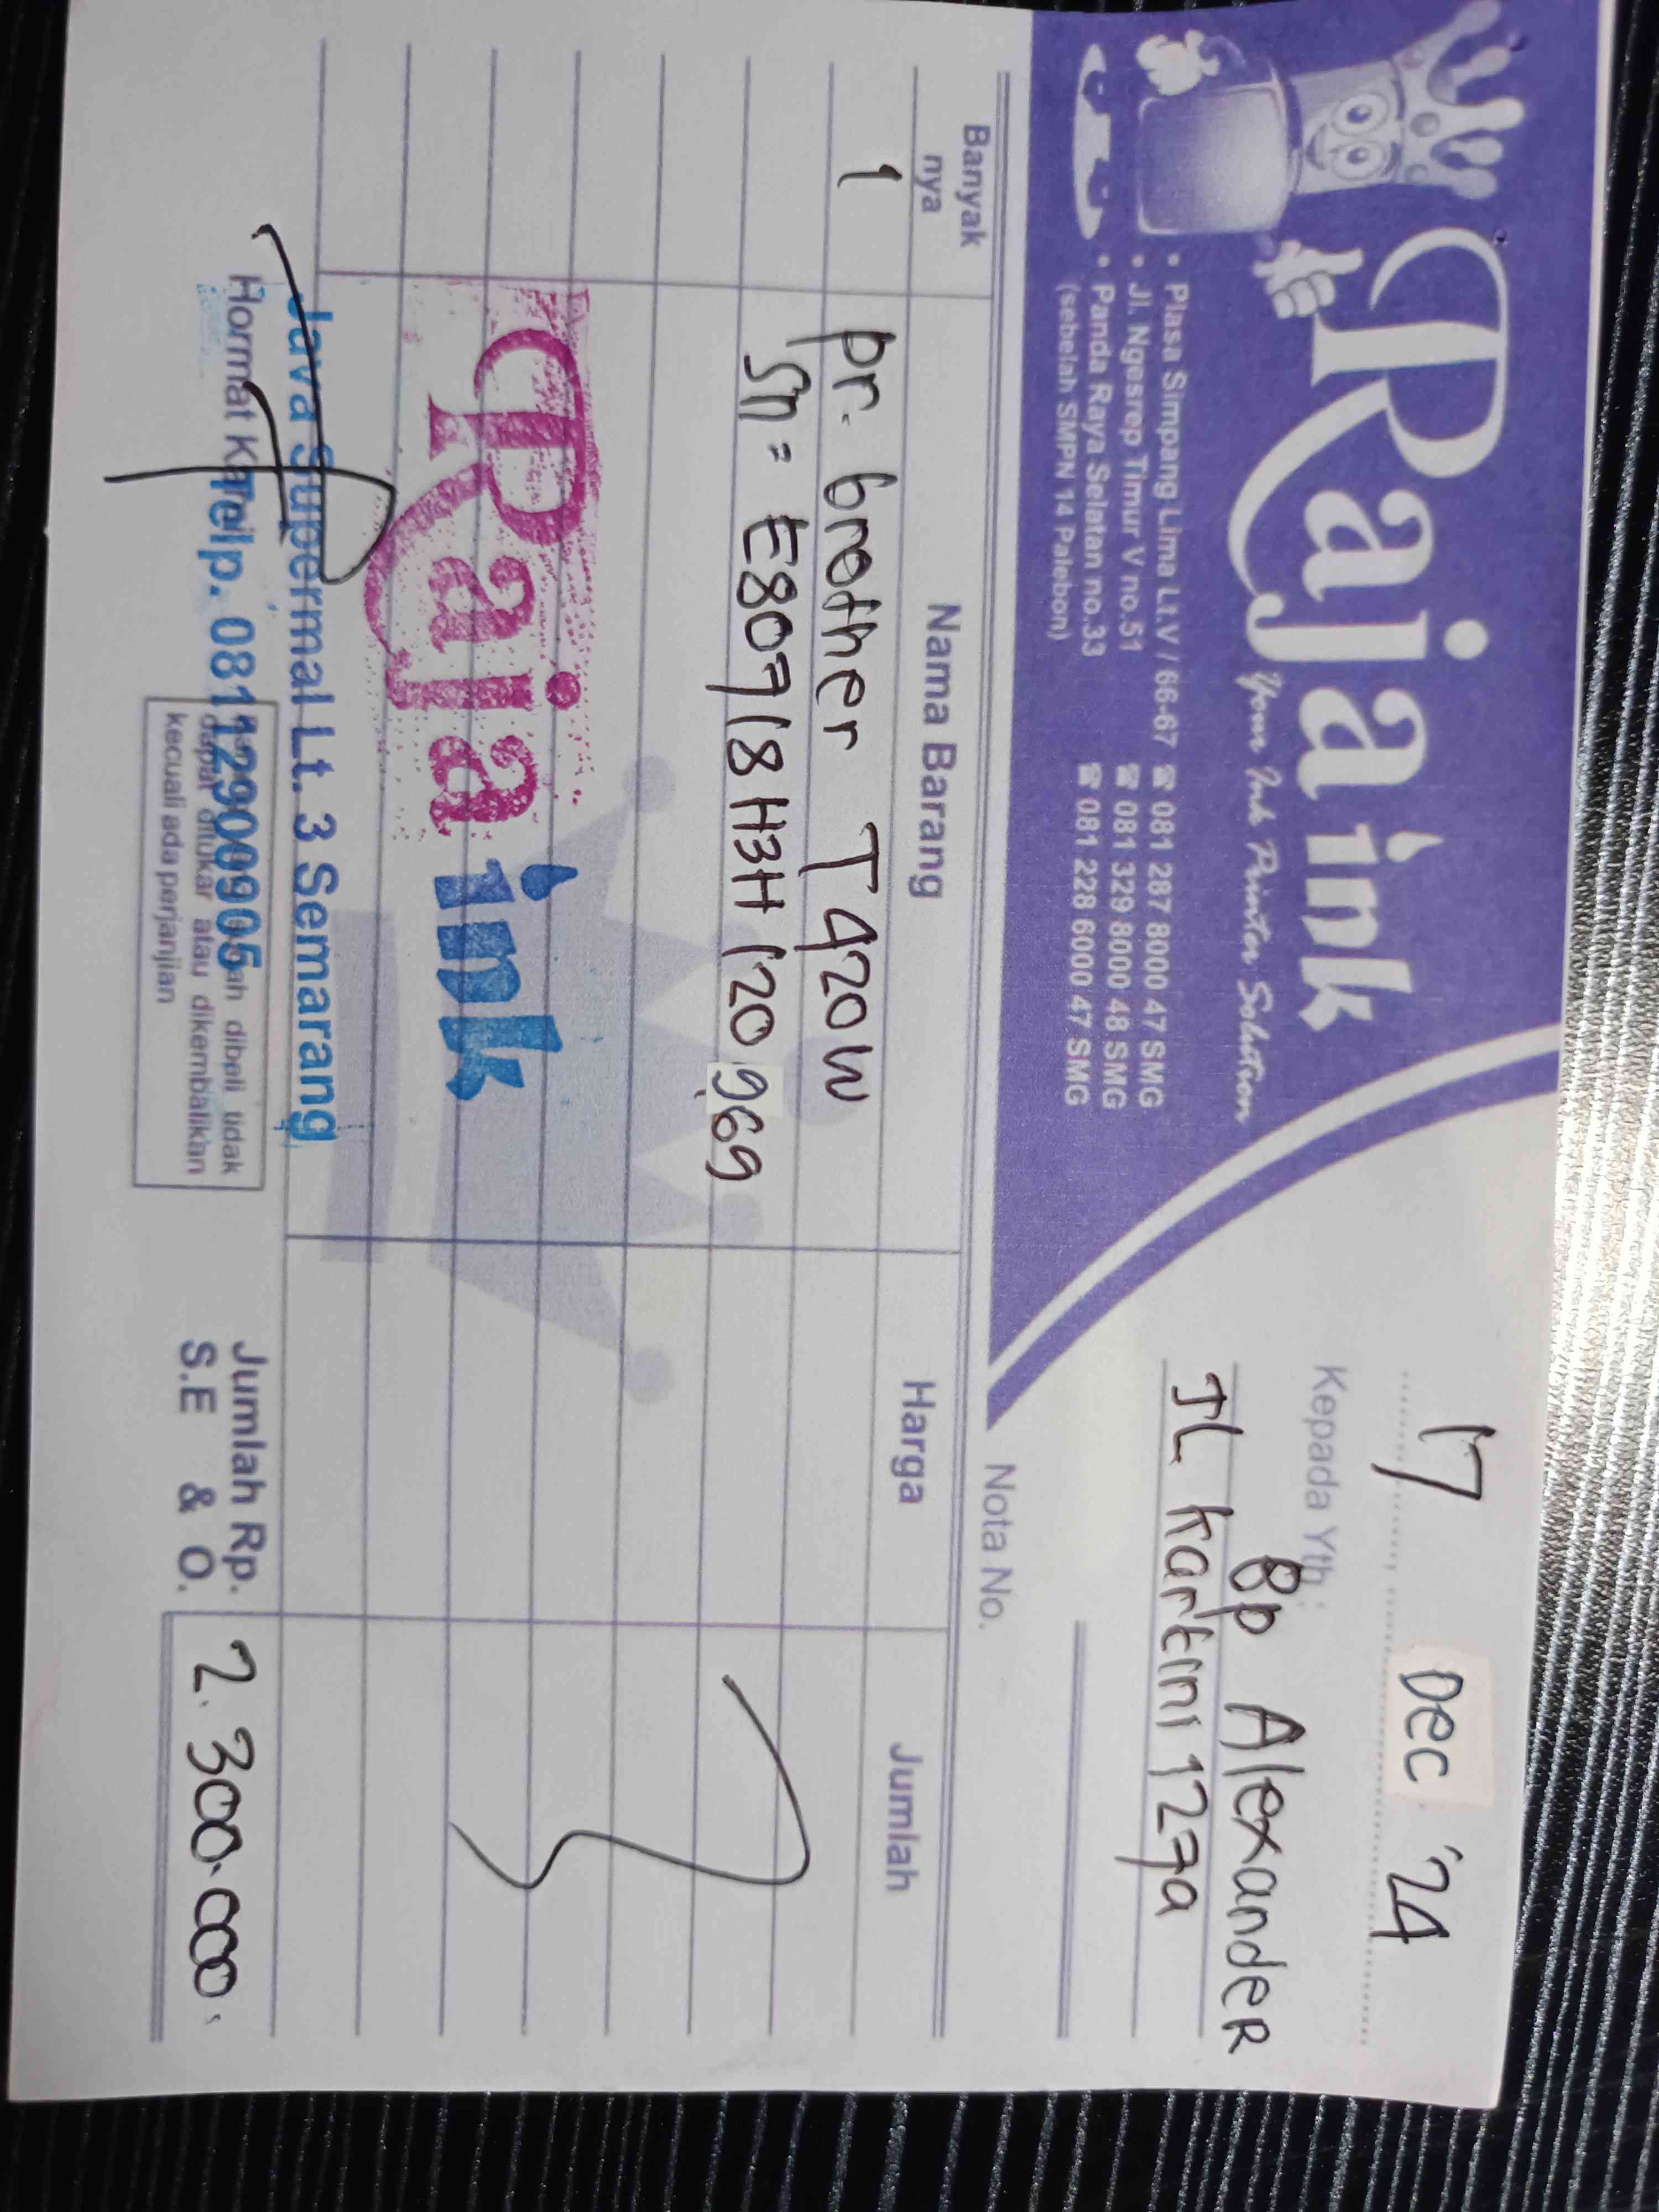 Raja ink
Your Ink Printer Solution
• Plasa Simpang Lima Lt.V / 66-67 ☎ 081 287 8000 47 SMG
• Jl. Ngesrep Timur V no.51 ☎ 081 329 8000 48 SMG
• Panda Raya Selatan no.33 ☎ 081 228 6000 47 SMG
(sebelah SMPN 14 Palebon)
17 Dec '24
Kepada Yth :
Bp Alexander
JL Kartini 127a
Nota No.
Banyak nya Nama Barang Harga Jumlah
1 pr. brother T420W
Sn = E80718H3H120969
Raja ink
Java Supermal Lt. 3 Semarang
Telp. 08112900905
Hormat
dibeli tidak
dapat ditukar atau dikembalikan
kecuali ada perjanjian
Jumlah Rp. 2.300.000.
S.E & O.